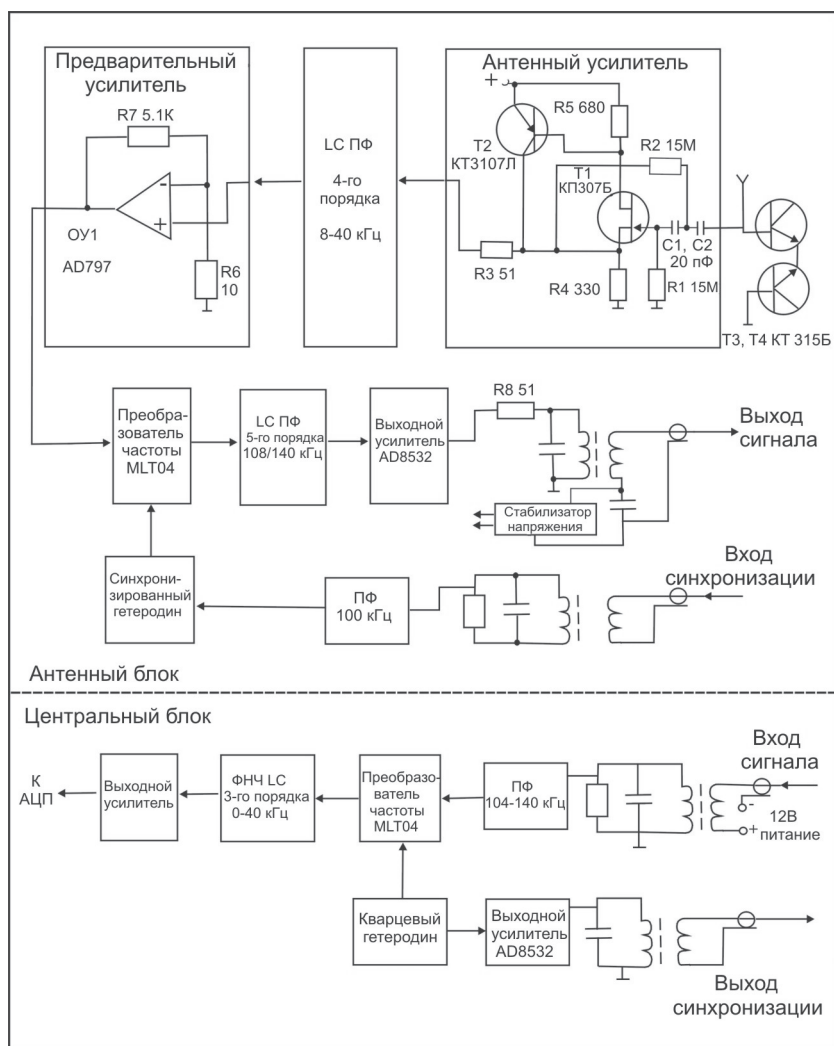 Предварительный
усилитель
R7 5.1К
-
+
ОУ1
AD797
R6
10
LC ПФ
4-го
порядка
8-40 кГц
Антенный усилитель
+
R5 680
T2
КТ3107Л
R2 15М
T1
КП307Б
R3 51
R4 330
C1, C2
20 пФ
R1 15М
Т3, Т4 КТ 315Б
Преобра-
зователь
частоты
MLT04
LC ПФ
5-го порядка
108/140 кГц
Выходной
усилитель
AD8532
R8 51
Выход
сигнала
Стабилизатор
напряжения
Вход
синхронизации
Синхрони-
зированный
гетеродин
ПФ
100 кГц
Антенный блок
Центральный блок
К
АЦП
Выходной
усилитель
ФНЧ LC
3-го порядка
0-40 кГц
Преобразо-
ватель
частоты
MLT04
ПФ
104-140 кГц
Вход
сигнала
-
+
12В
питание
Кварцевый
гетеродин
Выходной
усилитель
AD8532
Выход
синхронизации